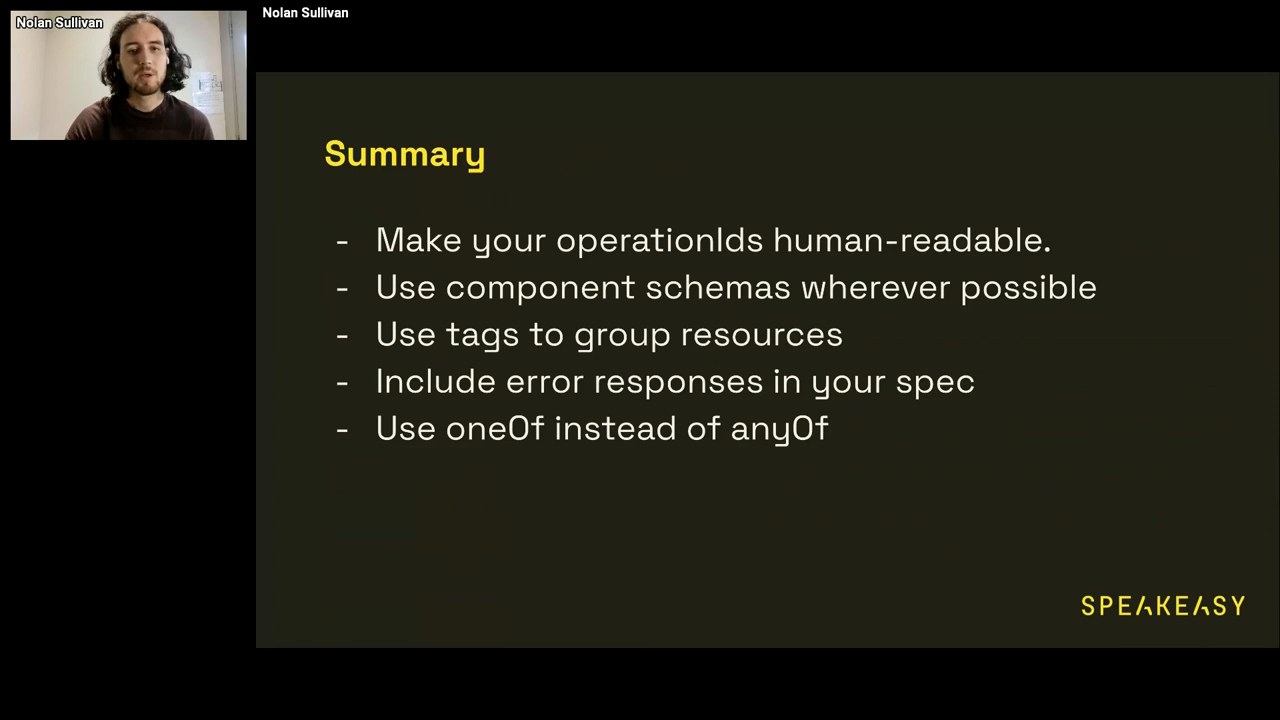 Nolan Sullivan
Nolan Sullivan
Summary
- Make your operationIds human-readable.
- Use component schemas wherever possible
- Use tags to group resources
- Include error responses in your spec
- Use oneOf instead of anyOf
SPEAKEASY